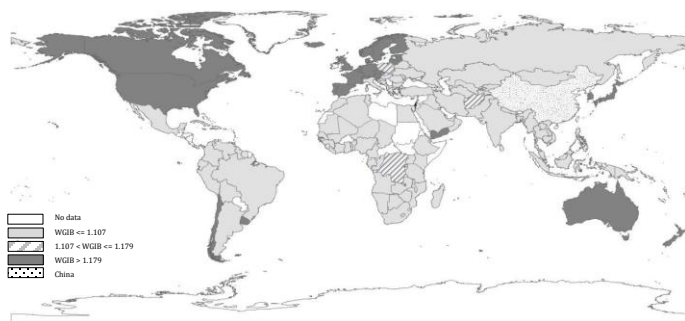 No data
WGIB <= 1.107
1.107 < WGIB <= 1.179
WGIB > 1.179
China